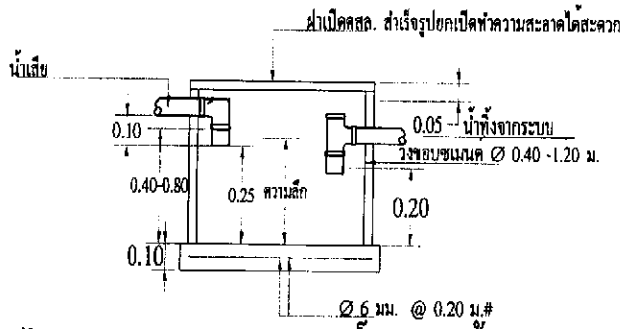 ฝาเปิดคสล. สำเร็จรูปยกเปิดทำความสะอาดได้สะดวก
น้ำเสีย
0.10
0.05 น้ำทิ้งจากระบบ
วงขอบซเมนต์ Ø 0.40 -1.20 ม.
0.40-0.80
0.25 ความลึก
0.20
0.10
Ø 6 มม. @ 0.20 ม.#